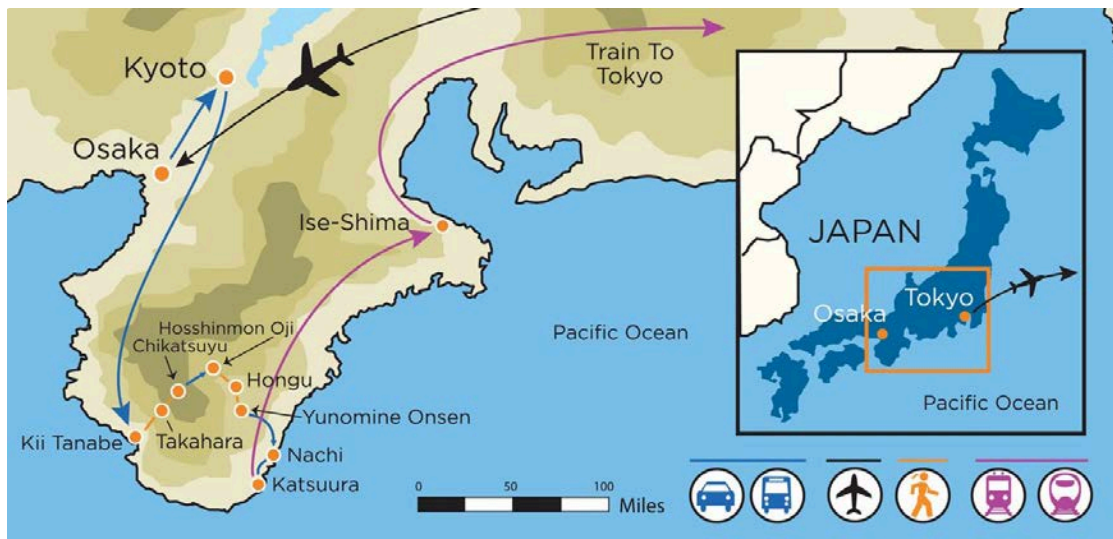 Kyoto
Osaka
Train To
Tokyo
Ise-Shima
Hosshinmon Oji
Chikatsuyu
Hongu
Yunomine Onsen
Kii Tanabe
Takahara
Nachi
Katsuura
Pacific Ocean
0 50 100
Miles
JAPAN
Osaka
Tokyo
Pacific Ocean